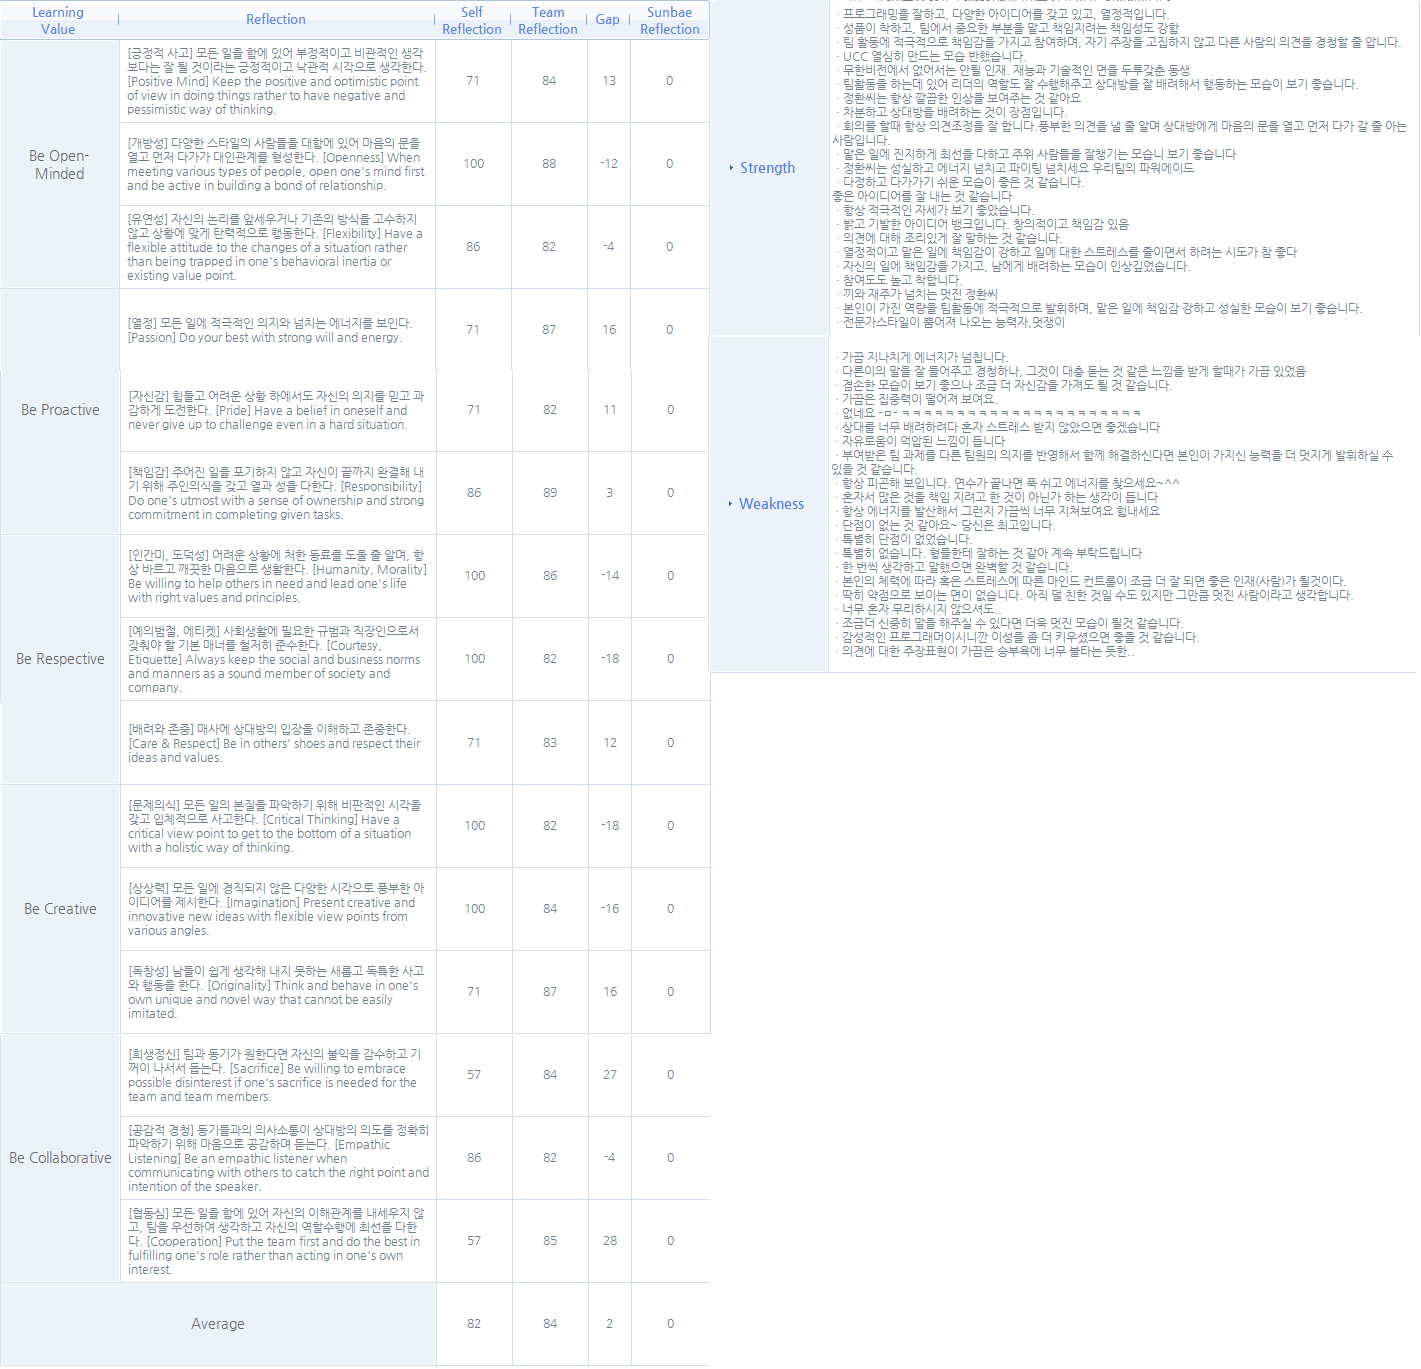 Learning Value
Reflection
Self Reflection
Team Reflection
Gap
Sunbae Reflection
Be Open-
Minded
[긍정적 사고] 모든 일을 함에 있어 부정적이고 비관적인 생각
보다는 잘 될 것이라는 긍정적이고 낙관적 시각으로 생각한다.
[Positive Mind] Keep the positive and optimistic point
of view in doing things rather to have negative and
pessimistic way of thinking.
71 84 13 0
[개방성] 다양한 스타일의 사람들을 대함에 있어 마음의 문을
열고 먼저 다가가 대인관계를 형성한다. [Openness] When
meeting various types of people, open one's mind first
and be active in building a bond of relationship.
100 88 -12 0
[유연성] 자신의 논리를 앞세우거나 기존의 방식을 고수하지
않고 상황에 맞게 탄력적으로 행동한다. [Flexibility] Have a
flexible attitude to the changes of a situation rather
than being trapped in one's behavioral inertia or
existing value point.
86 82 -4 0
Be Proactive
[열정] 모든 일에 적극적인 의지와 넘치는 에너지를 보인다.
[Passion] Do your best with strong will and energy.
71 87 16 0
[자신감] 힘들고 어려운 상황 하에서도 자신의 의지를 믿고 과
감하게 도전한다. [Pride] Have a belief in oneself and
never give up to challenge even in a hard situation.
71 82 11 0
[책임감] 주어진 일을 포기하지 않고 자신이 끝까지 완결해 내
기 위해 주인의식을 갖고 열과 성을 다한다. [Responsibility]
Do one's utmost with a sense of ownership and strong
commitment in completing given tasks.
86 89 3 0
Be Respective
[인간미, 도덕성] 어려운 상황에 처한 동료를 도울 줄 알며, 항
상 바르고 깨끗한 마음으로 생활한다. [Humanity, Morality]
Be willing to help others in need and lead one's life
with right values and principles.
100 86 -14 0
[예의범절, 에티켓] 사회생활에 필요한 규범과 직장인으로서
갖춰야 할 기본 매너를 철저히 준수한다. [Courtesy,
Etiquette] Always keep the social and business norms
and manners as a sound member of society and
company.
100 82 -18 0
[배려와 존중] 매사에 상대방의 입장을 이해하고 존중한다.
[Care & Respect] Be in others' shoes and respect their
ideas and values.
71 83 12 0
Be Creative
[문제의식] 모든 일의 본질을 파악하기 위해 비판적인 시각을
갖고 입체적으로 사고한다. [Critical Thinking] Have a
critical view point to get to the bottom of a situation
with a holistic way of thinking.
100 82 -18 0
[상상력] 모든 일에 경직되지 않은 다양한 시각으로 풍부한 아
이디어를 제시한다. [Imagination] Present creative and
innovative new ideas with flexible view points from
various angles.
100 84 -16 0
[독창성] 남들이 쉽게 생각해 내지 못하는 새롭고 독특한 사고
와 행동을 한다. [Originality] Think and behave in one's
own unique and novel way that cannot be easily
imitated.
71 87 16 0
Be Collaborative
[희생정신] 팀과 동기가 원한다면 자신의 불익을 감수하고 기
꺼이 나서서 돕는다. [Sacrifice] Be willing to embrace
possible disinterest if one's sacrifice is needed for the
team and team members.
57 84 27 0
[공감적 경청] 동기들과의 의사소통이 상대방의 의도를 정확히
파악하기 위해 마음으로 공감하며 듣는다. [Empathic
Listening] Be an empathic listener when
communicating with others to catch the right point and
intention of the speaker.
86 82 -4 0
[협동심] 모든 일을 함에 있어 자신의 이해관계를 내세우지 않
고, 팀을 우선하여 생각하고 자신의 역할수행에 최선을 다한
다. [Cooperation] Put the team first and do the best in
fulfilling one's role rather than acting in one's own
interest.
57 85 28 0
Average
82 84 2 0
Strength
· 프로그래밍을 잘하고, 다양한 아이디어를 갖고 있고, 열정적입니다.
· 성품이 착하고, 팀에서 중요한 부분을 맡고 책임지려는 책임성도 강함
· 팀 활동에 적극적으로 책임감을 가지고 참여하며, 자기 주장을 고집하지 않고 다른 사람의 의견을 경청할 줄 압니다.
· UCC 열심히 만드는 모습 반했습니다.
· 무한비전에서 없어서는 안될 인재. 재능과 기술적인 면을 두루갖춘 동생
· 팀활동을 하는데 있어 리더의 역할도 잘 수행해주고 상대방을 잘 배려해서 행동하는 모습이 보기 좋습니다.
· 정환씨는 항상 깔끔한 인상을 보여주는 것 같아요
· 차분하고 상대방을 배려하는 것이 장점입니다.
· 회의를 할때 항상 의견조정을 잘 합니다.풍부한 의견을 낼 줄 알며 상대방에게 마음의 문을 열고 먼저 다가 갈 줄 아는
사람입니다.
· 맡은 일에 진지하게 최선을 다하고 주위 사람들을 잘챙기는 모습니 보기 좋습니다
· 정환씨는 성실하고 에너지 넘치고 파이팅 넘치세요 우리팀의 파워에이드
· 다정하고 다가가기 쉬운 모습이 좋은 것 같습니다.
좋은 아이디어를 잘 내는 것 같습니다
· 항상 적극적인 자세가 보기 좋았습니다.
· 밝고 기발한 아이디어 뱅크입니다. 창의적이고 책임감 있음
· 의견에 대해 조리있게 잘 말하는 것 같습니다.
· 열정적이고 맡은 일에 책임감이 강하고 일에 대한 스트레스를 줄이면서 하려는 시도가 참 좋다
· 자신의 일에 책임감을 가지고, 남에게 배려하는 모습이 인상깊었습니다.
· 참여도도 높고 착합니다.
· 끼와 재주가 넘치는 멋진 정환씨
· 본인이 가진 역량을 팀활동에 적극적으로 발휘하며, 맡은 일에 책임감 강하고 성실한 모습이 보기 좋습니다.
· 전문가스타일이 뿜어져 나오는 능력자,멋쟁이
Weakness
· 가끔 지나치게 에너지가 넘칩니다.
· 다른이의 말을 잘 들어주고 경청하나, 그것이 대충 듣는 것 같은 느낌을 받게 할때가 가끔 있었음
· 겸손한 모습이 보기 좋으나 조금 더 자신감을 가져도 될 것 같습니다.
· 가끔은 집중력이 떨어져 보여요.
· 없네요 -ㅁ- ㅋㅋㅋㅋㅋㅋㅋㅋㅋㅋㅋㅋㅋㅋㅋㅋㅋㅋㅋㅋㅋㅋ
· 상대를 너무 배려하려다 혼자 스트레스 받지 않았으면 좋겠습니다
· 자유로움이 억압된 느낌이 듭니다
· 부여받은 팀 과제를 다른 팀원의 의지를 반영해서 함께 해결하신다면 본인이 가지신 능력을 더 멋지게 발휘하실 수
있을 것 같습니다.
· 항상 피곤해 보입니다. 연수가 끝나면 푹 쉬고 에너지를 찾으세요~^^
· 혼자서 많은 것을 책임 지려고 한 것이 아닌가 하는 생각이 듭니다
· 항상 에너지를 발산해서 그런지 가끔씩 너무 지쳐보여요 힘내세요
· 단점이 없는 것 같아요~ 당신은 최고입니다.
· 특별히 단점이 없었습니다.
· 특별히 없습니다. 형들한테 잘하는 것 같아 계속 부탁드립니다
· 한 번씩 생각하고 말했으면 완벽할 것 같습니다.
· 본인의 체력에 따라 혹은 스트레스에 따른 마인드 컨트롤이 조금 더 잘 되면 좋은 인재(사람)가 될것이다.
· 딱히 약점으로 보이는 면이 없습니다. 아직 덜 친한 것일 수도 있지만 그만큼 멋진 사람이라고 생각합니다.
· 너무 혼자 무리하시지 않으셔도..
· 조금더 신중히 말을 해주실 수 있다면 더욱 멋진 모습이 될것 같습니다.
· 감성적인 프로그래머이시니깐 이성을 좀 더 키우셨으면 좋을 것 같습니다.
· 의견에 대한 주장표현이 가끔은 승부욕에 너무 불타는 듯한..